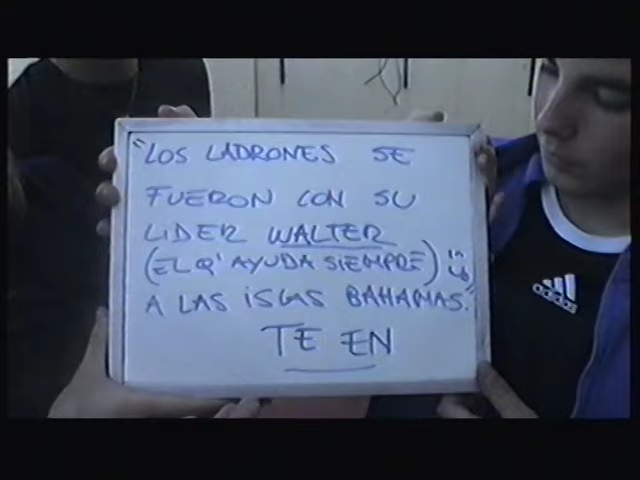 "LOS LADRONES SE
FUERON CON SU
LIDER WALTER
(EL Q' AYUDA SIEMPRE)
A LAS ISLAS BAHAMAS."
TE EN
adidas